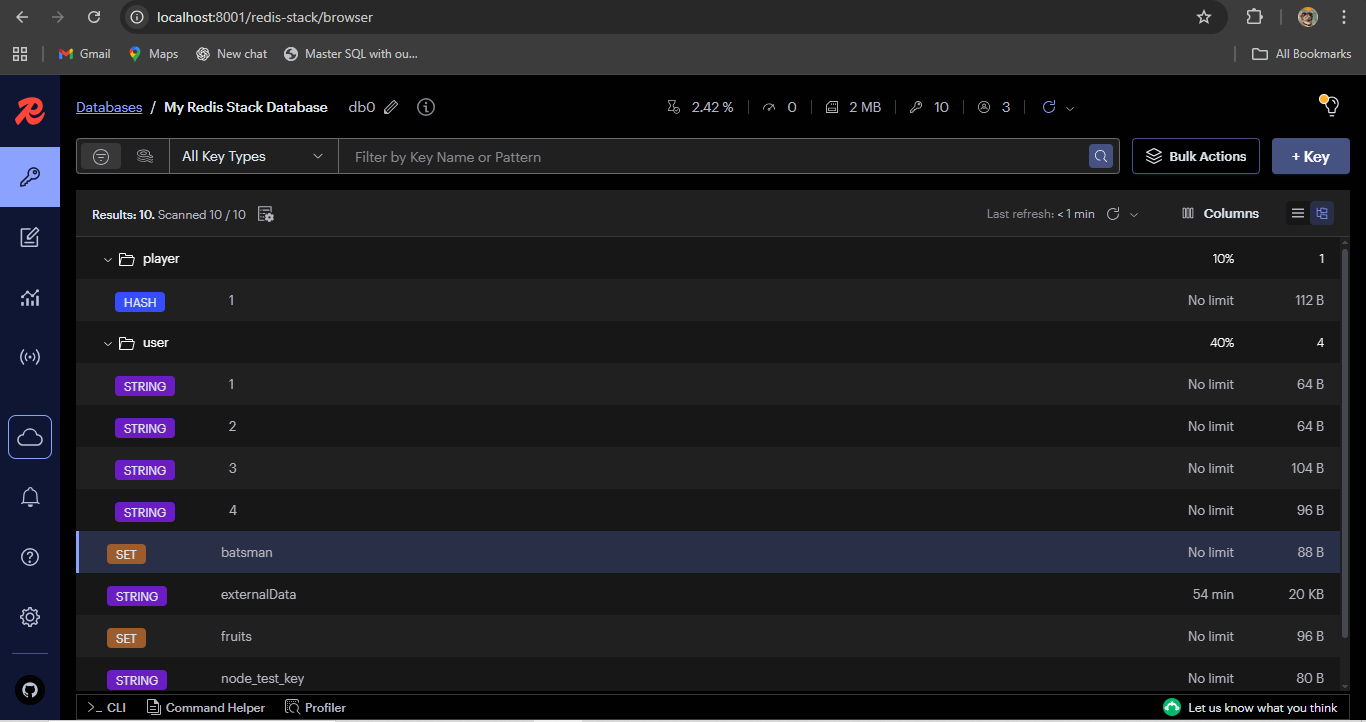 localhost:8001/redis-stack/browser
Gmail Maps New chat Master SQL with ou... All Bookmarks
Databases / My Redis Stack Database db0 2.42 % 0 2 MB 10 3
All Key Types Filter by Key Name or Pattern Bulk Actions + Key
Results: 10. Scanned 10 / 10 Last refresh: < 1 min Columns
player 10% 1
HASH 1 No limit 112 B
user 40% 4
STRING 1 No limit 64 B
STRING 2 No limit 64 B
STRING 3 No limit 104 B
STRING 4 No limit 96 B
SET batsman No limit 88 B
STRING externalData 54 min 20 KB
SET fruits No limit 96 B
STRING node_test_key No limit 80 B
>_ CLI Command Helper Profiler Let us know what you think